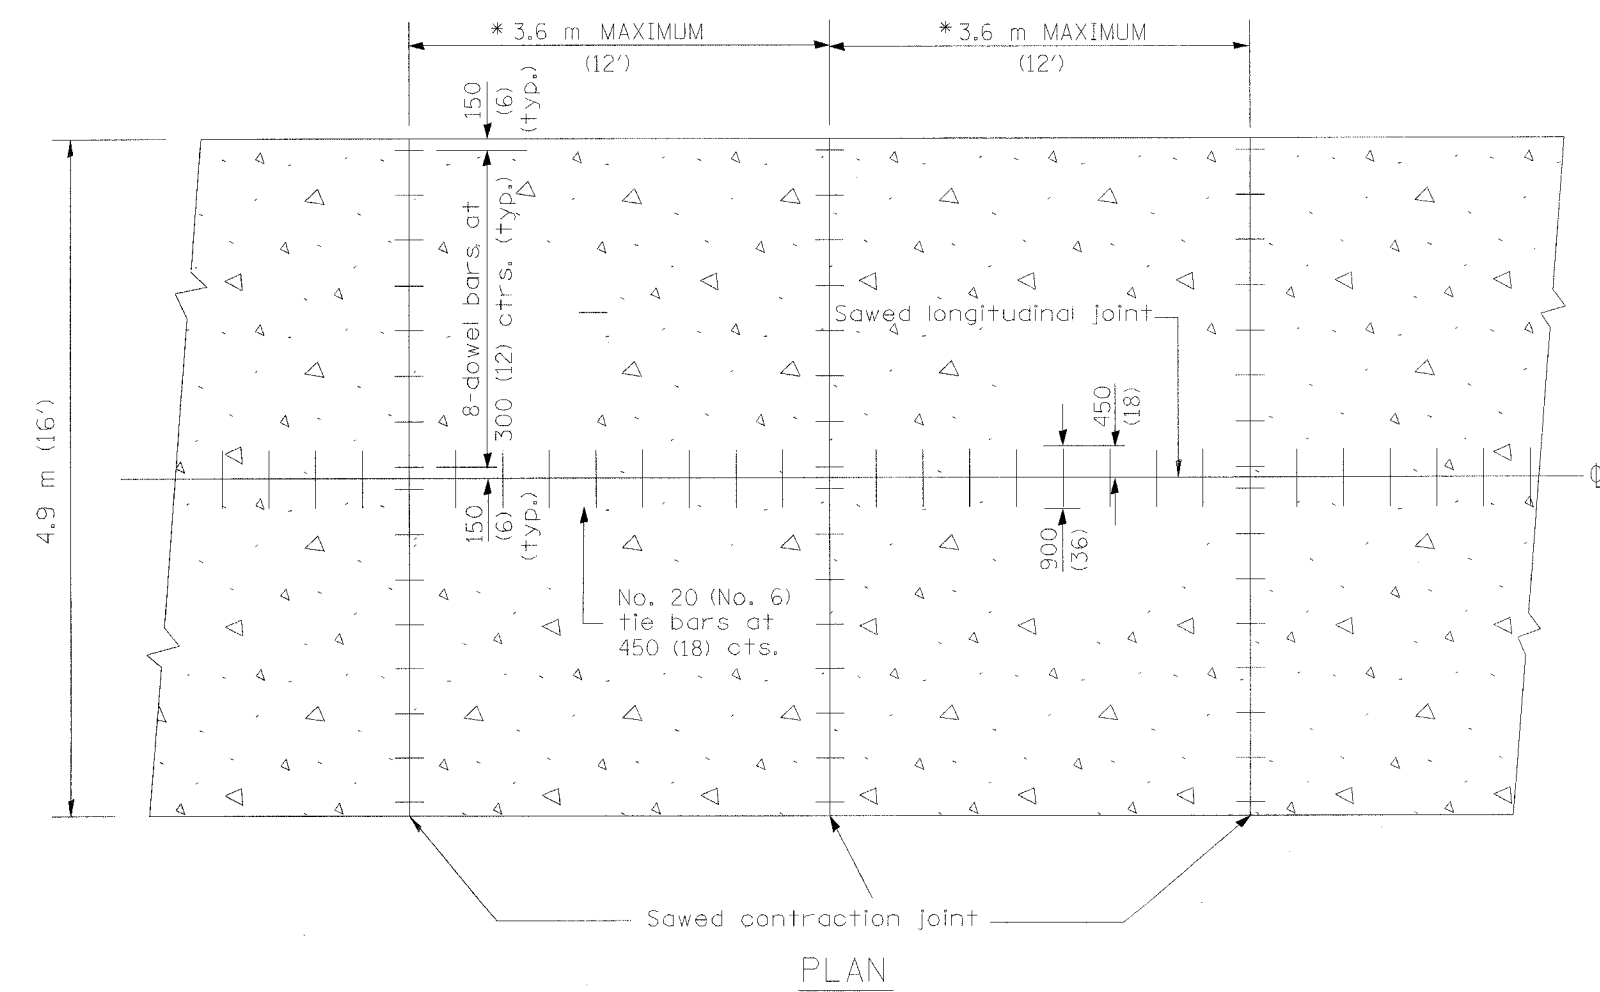 * 3.6 m MAXIMUM
(12')
* 3.6 m MAXIMUM
(12')
150
(6)
(typ.)
8-dowel bars at
300 (12) ctrs. (typ.)
Sawed longitudinal joint
450
(18)
4.9 m (16')
℄
150
(6)
(typ.)
900
(36)
No. 20 (No. 6)
tie bars at
450 (18) cts.
Sawed contraction joint
PLAN